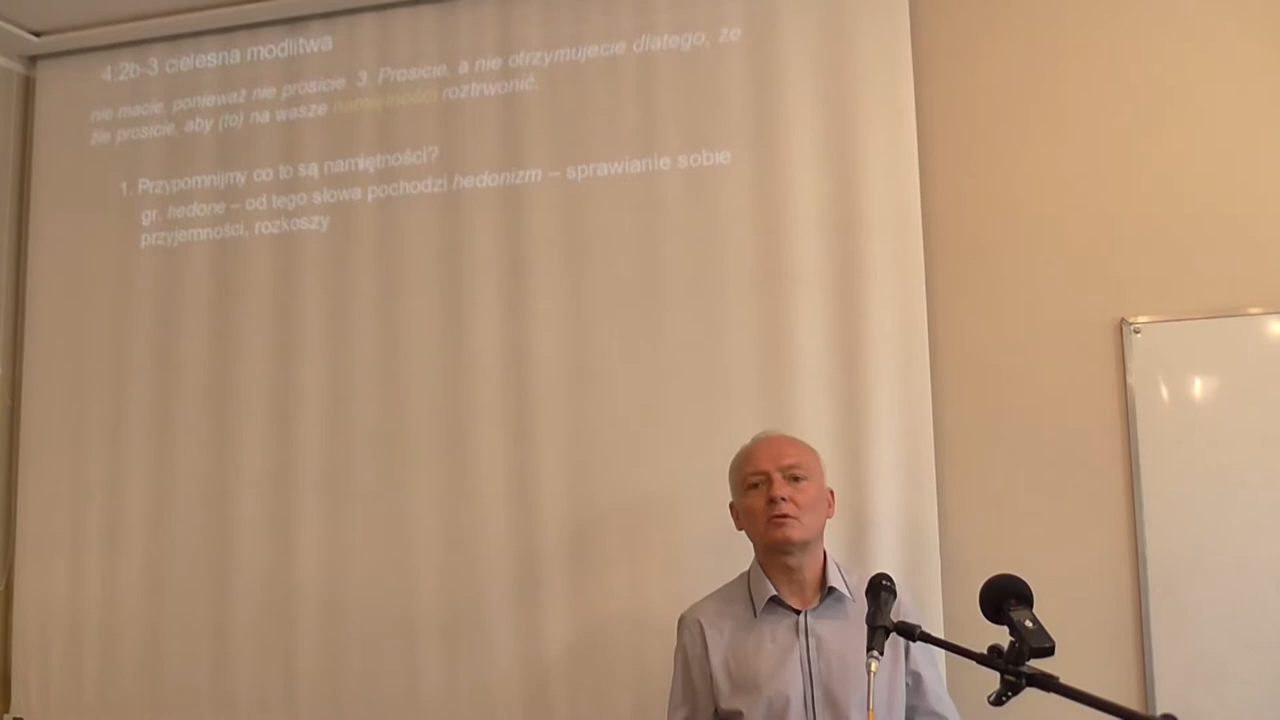 4:2b-3 cielesna modlitwa
nie macie, ponieważ nie prosicie. 3. Prosicie, a nie otrzymujecie dlatego, że
źle prosicie, aby (to) na wasze namiętności roztrwonić.
1. Przypomnijmy co to są namiętności?
gr. hedone – od tego słowa pochodzi hedonizm – sprawianie sobie
przyjemności, rozkoszy